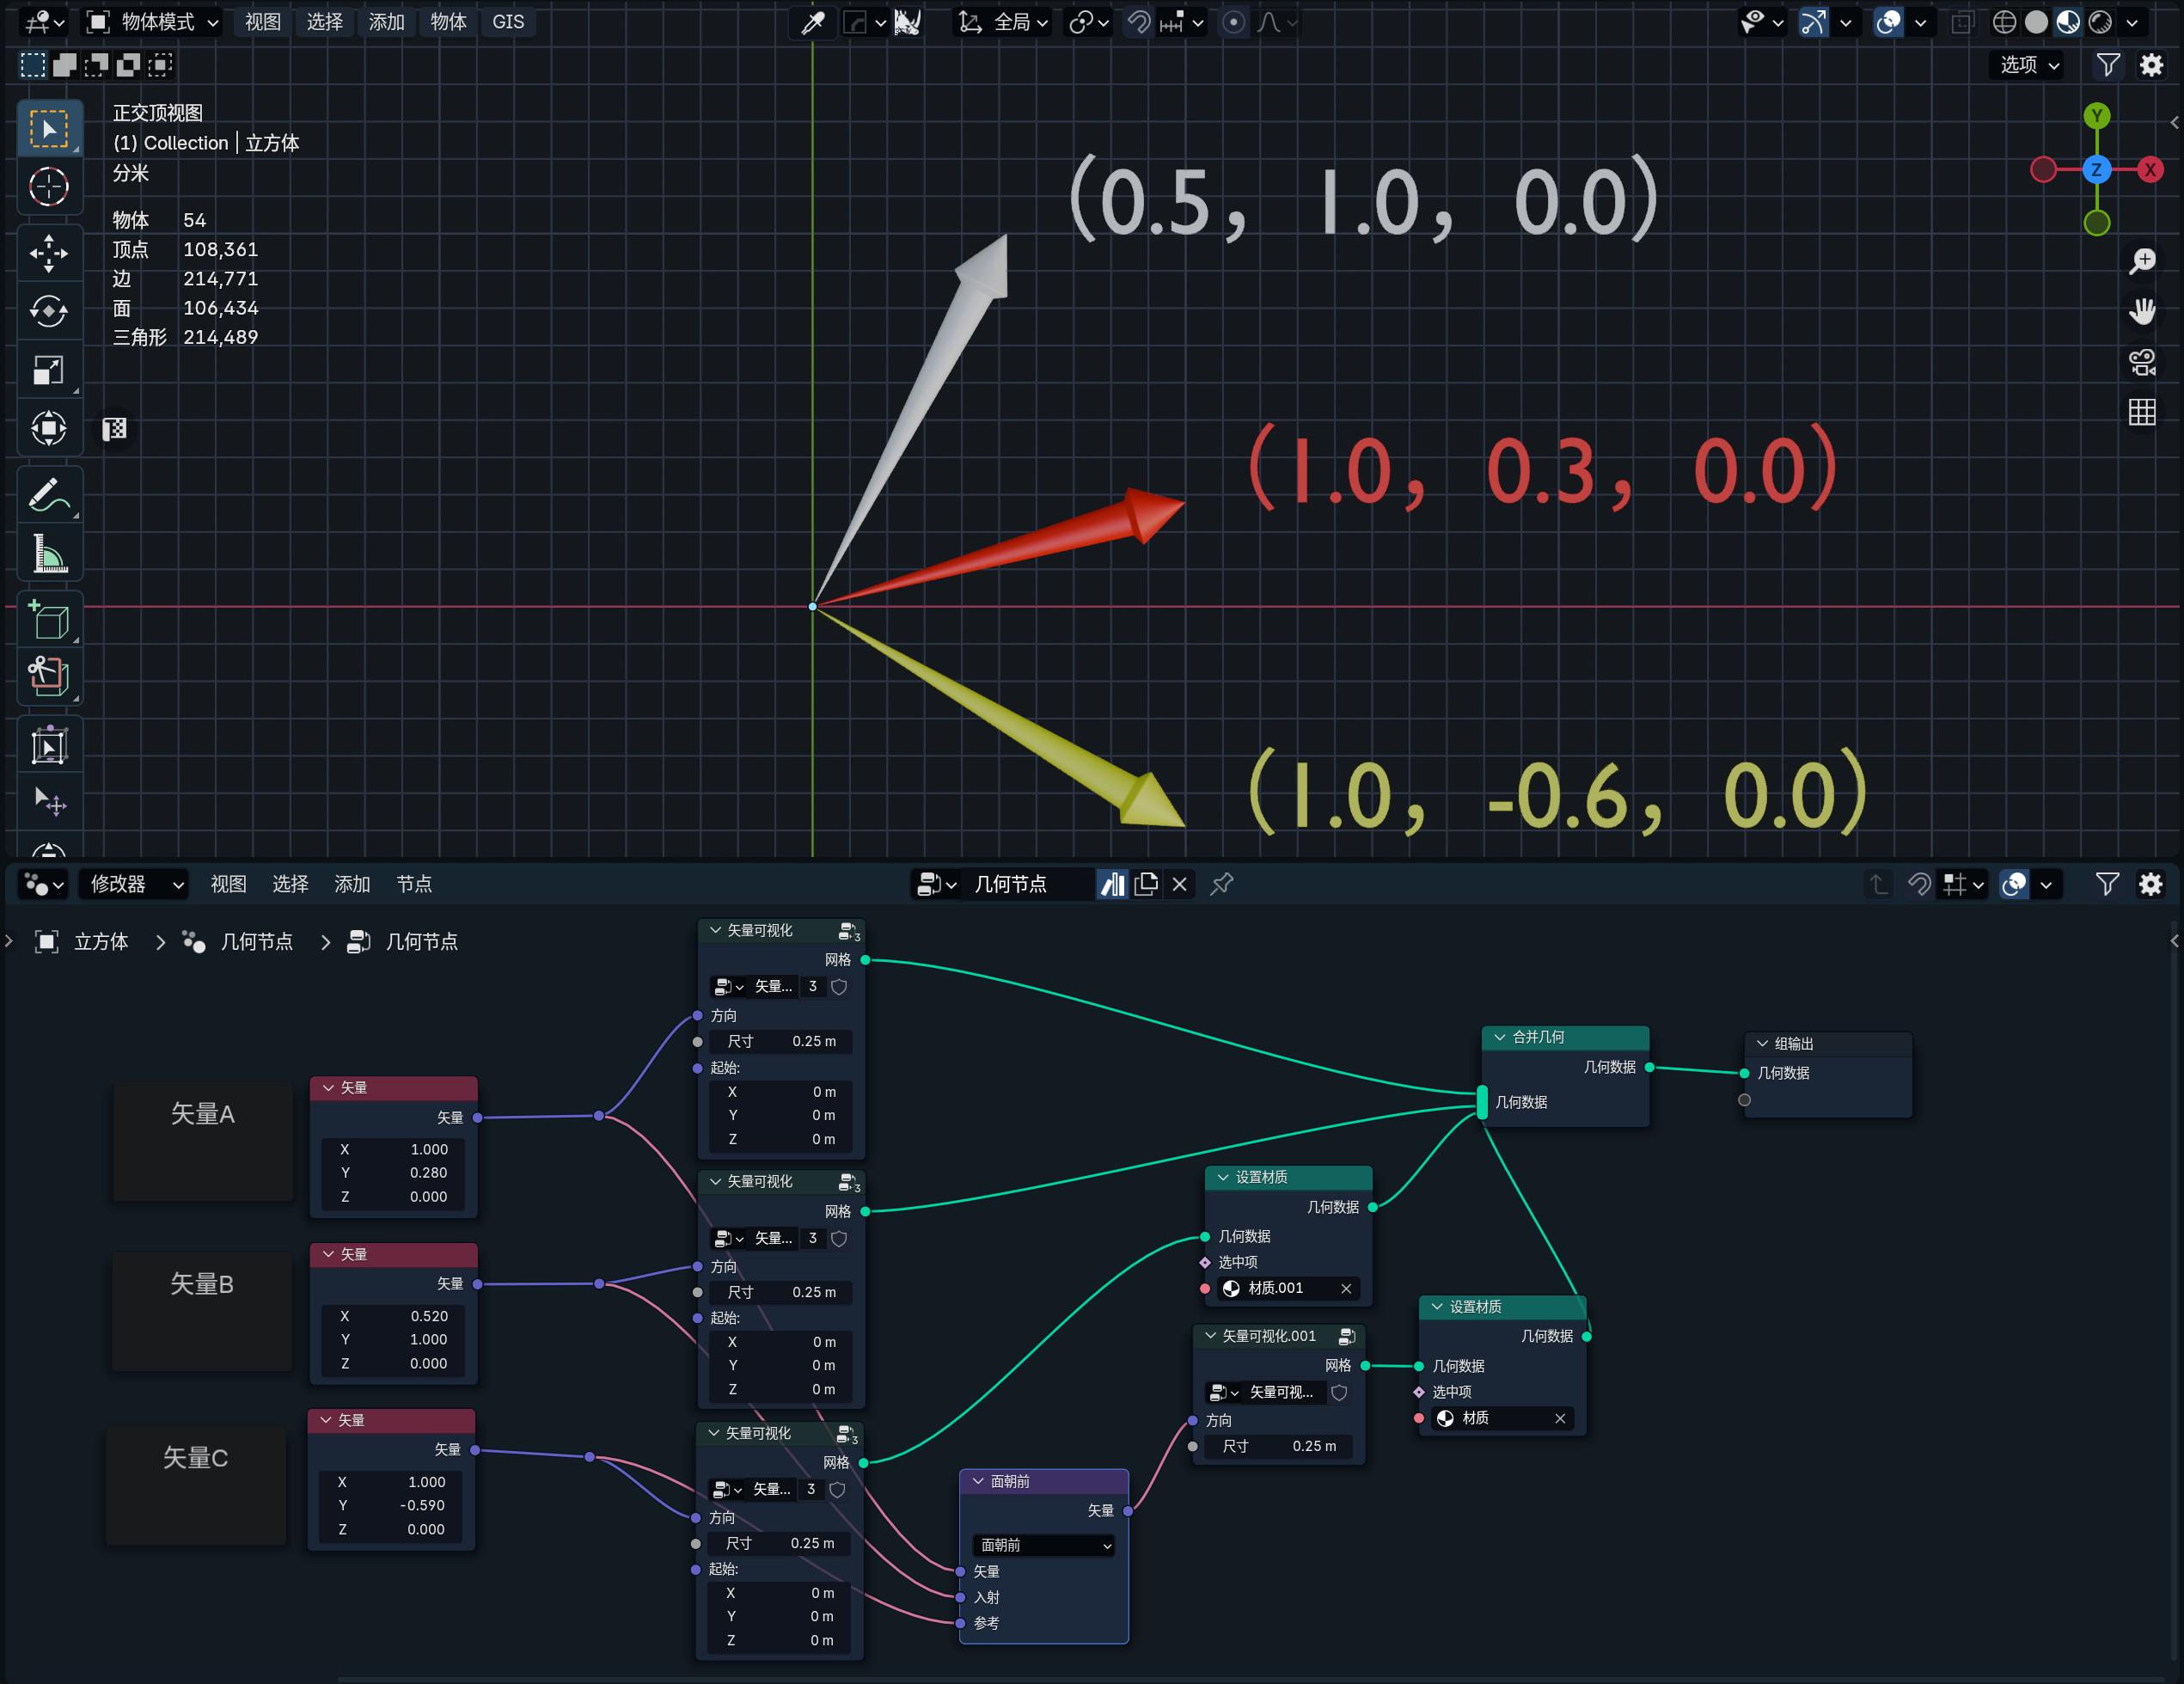 物体模式 视图 选择 添加 物体 GIS 全局
选项
正交顶视图
(1) Collection | 立方体
分米
物体 54
顶点 108,361
边 214,771
面 106,434
三角形 214,489
Y
Z X
(0.5, 1.0, 0.0)
(1.0, 0.3, 0.0)
(1.0, -0.6, 0.0)
修改器 视图 选择 添加 节点 几何节点
立方体 > 几何节点 > 几何节点
矢量可视化 3
网格
矢量... 3
方向
尺寸 0.25 m
起始:
X 0 m
Y 0 m
Z 0 m
矢量A
矢量
矢量
X 1.000
Y 0.280
Z 0.000
矢量可视化 3
网格
矢量... 3
方向
尺寸 0.25 m
起始:
X 0 m
Y 0 m
Z 0 m
矢量B
矢量
矢量
X 0.520
Y 1.000
Z 0.000
矢量可视化 3
网格
矢量... 3
方向
尺寸 0.25 m
起始:
X 0 m
Y 0 m
Z 0 m
矢量C
矢量
矢量
X 1.000
Y -0.590
Z 0.000
面朝前
矢量
面朝前
矢量
入射
参考
矢量可视化.001
网格
矢量可视...
方向
尺寸 0.25 m
设置材质
几何数据
几何数据
选中项
材质.001
设置材质
几何数据
几何数据
选中项
材质
合并几何
几何数据
几何数据
组输出
几何数据